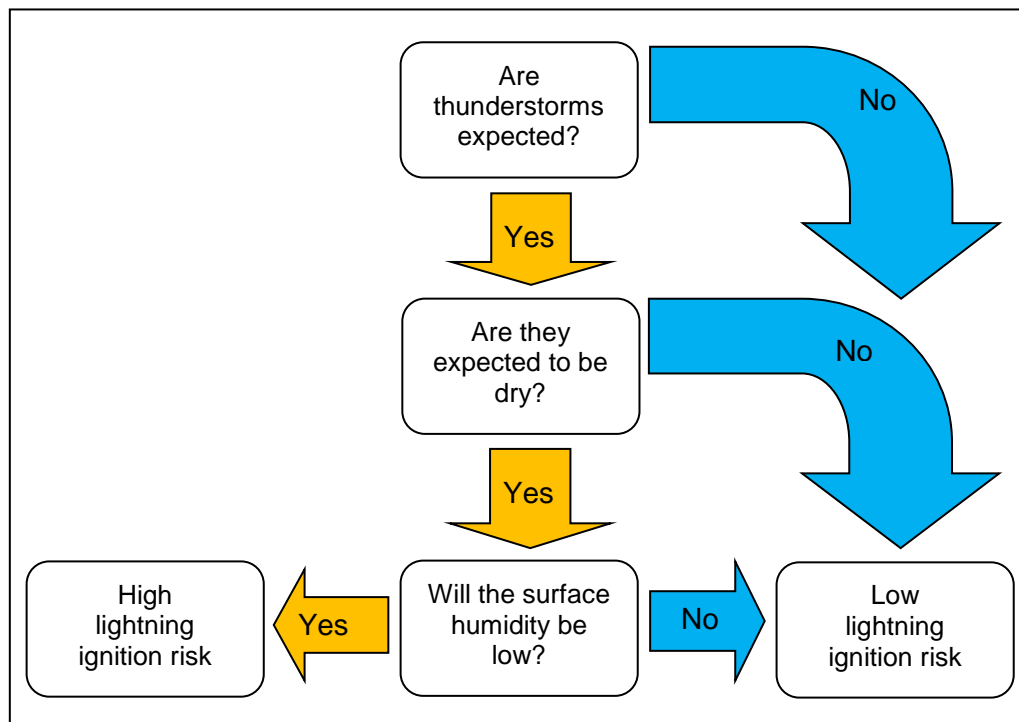 Are
thunderstorms
expected?
No
Yes
Are they
expected to be
dry?
No
Yes
High
lightning
ignition risk
Yes
Will the surface
humidity be
low?
No
Low
lightning
ignition risk